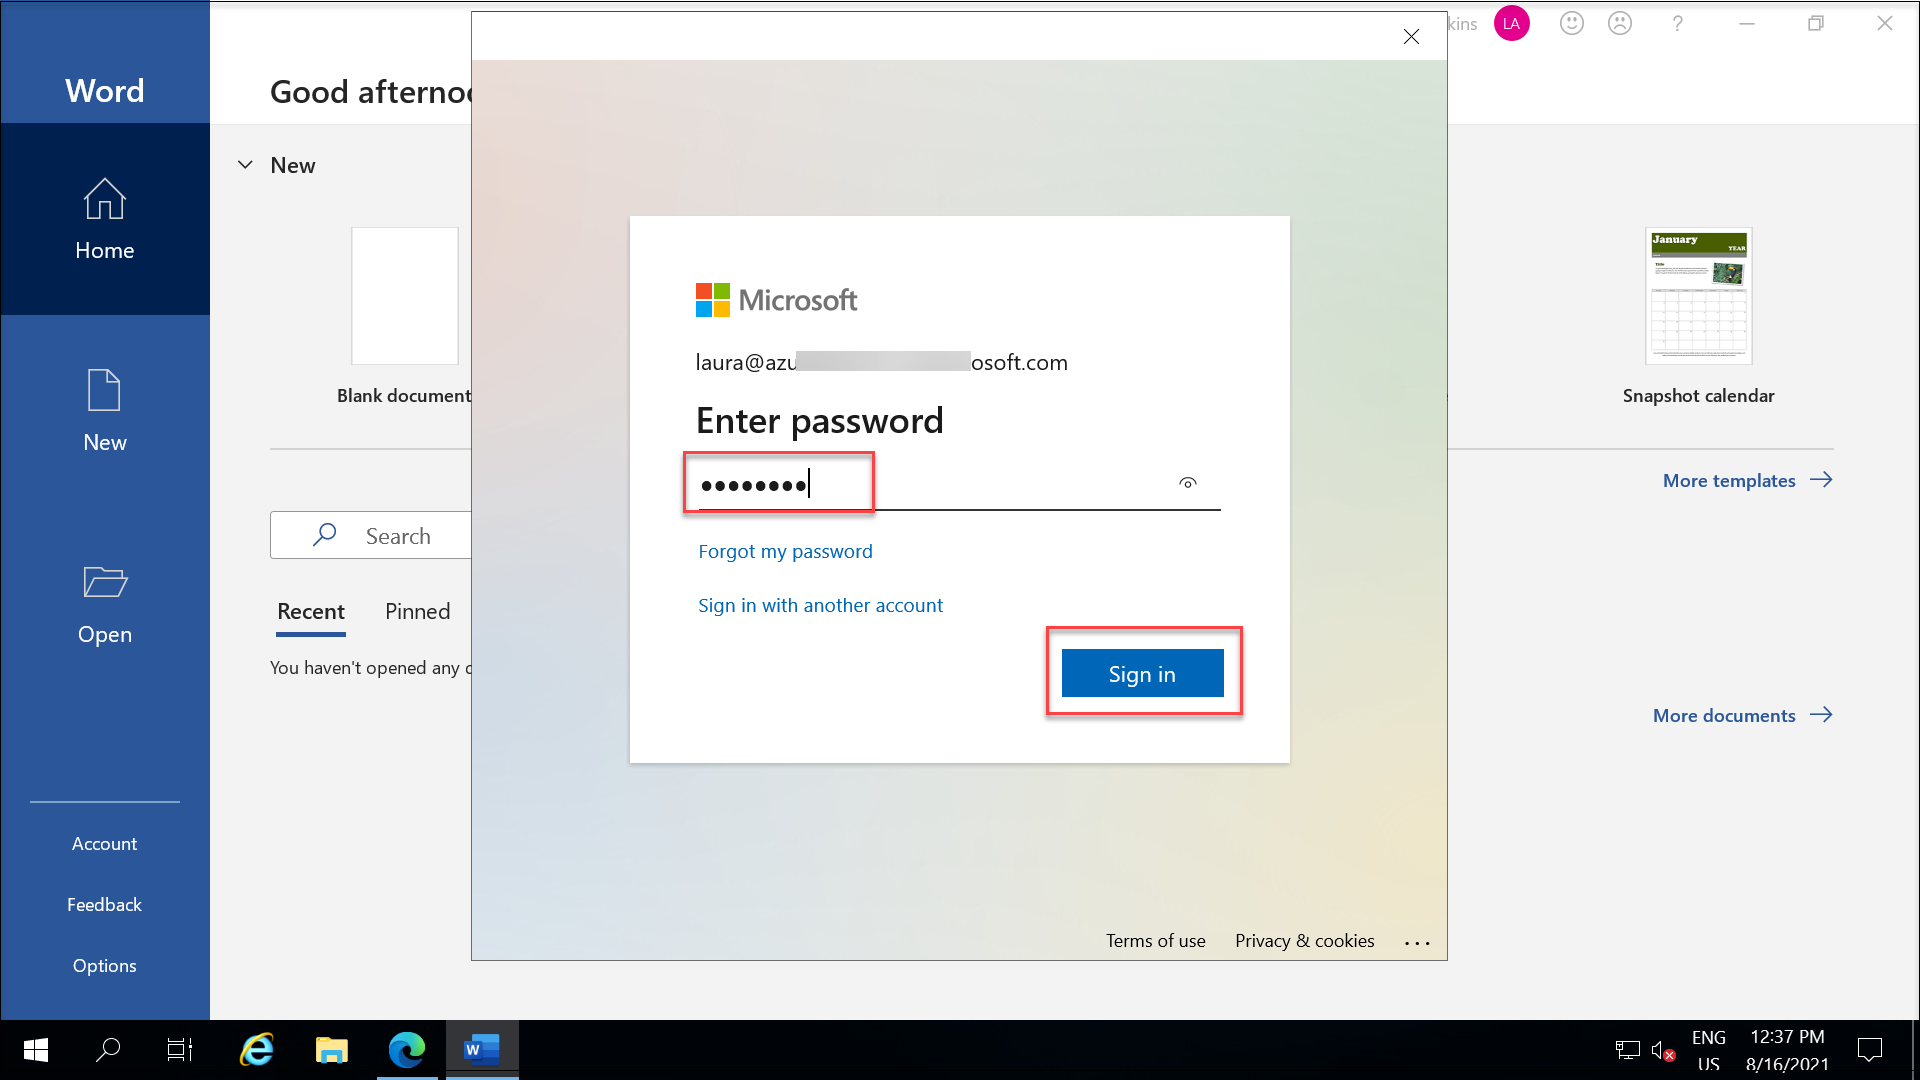 Word
Home
New
Open
Account
Feedback
Options
Good afternoo
kins
LA
?
New
Blank document
Snapshot calendar
January
YEAR
Title
More templates
Search
Recent
Pinned
You haven't opened any
More documents
Microsoft
laura@azu
osoft.com
Enter password
Forgot my password
Sign in with another account
Sign in
Terms of use
Privacy & cookies
...
W
ENG
US
12:37 PM
8/16/2021